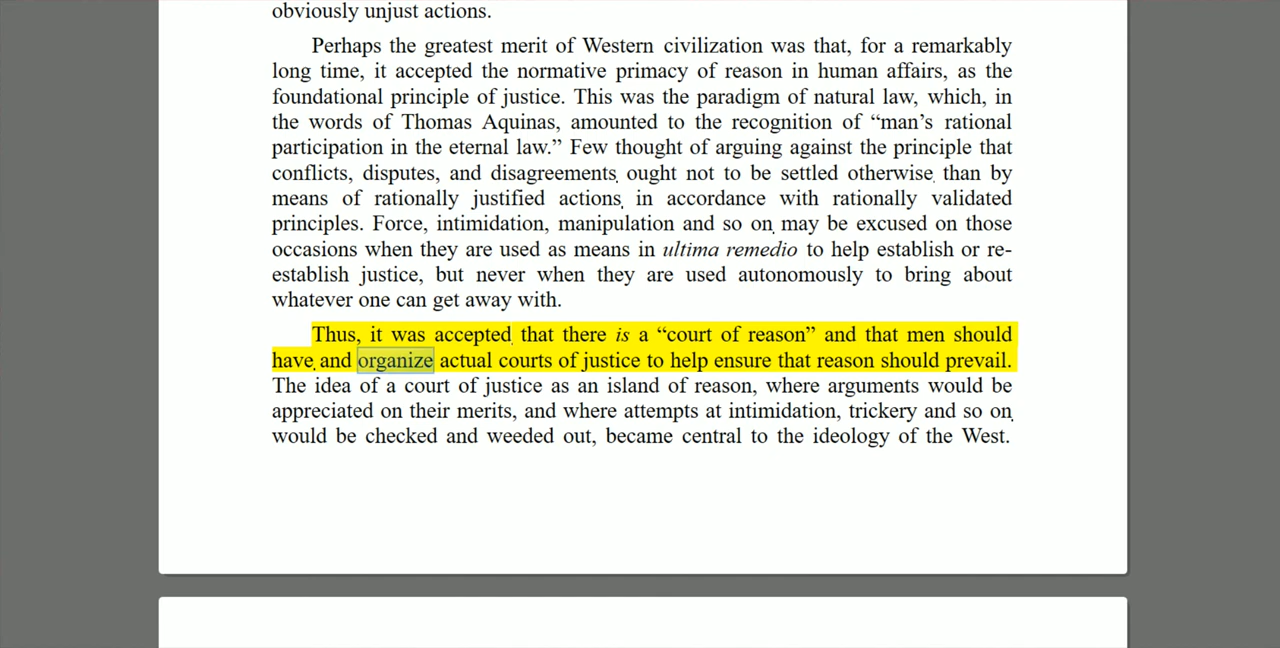 obviously unjust actions.
Perhaps the greatest merit of Western civilization was that, for a remarkably
long time, it accepted the normative primacy of reason in human affairs, as the
foundational principle of justice. This was the paradigm of natural law, which, in
the words of Thomas Aquinas, amounted to the recognition of “man’s rational
participation in the eternal law.” Few thought of arguing against the principle that
conflicts, disputes, and disagreements, ought not to be settled otherwise, than by
means of rationally justified actions, in accordance with rationally validated
principles. Force, intimidation, manipulation and so on, may be excused on those
occasions when they are used as means in ultima remedio to help establish or re-
establish justice, but never when they are used autonomously to bring about
whatever one can get away with.
Thus, it was accepted, that there is a “court of reason” and that men should
have, and organize actual courts of justice to help ensure that reason should prevail.
The idea of a court of justice as an island of reason, where arguments would be
appreciated on their merits, and where attempts at intimidation, trickery and so on,
would be checked and weeded out, became central to the ideology of the West.